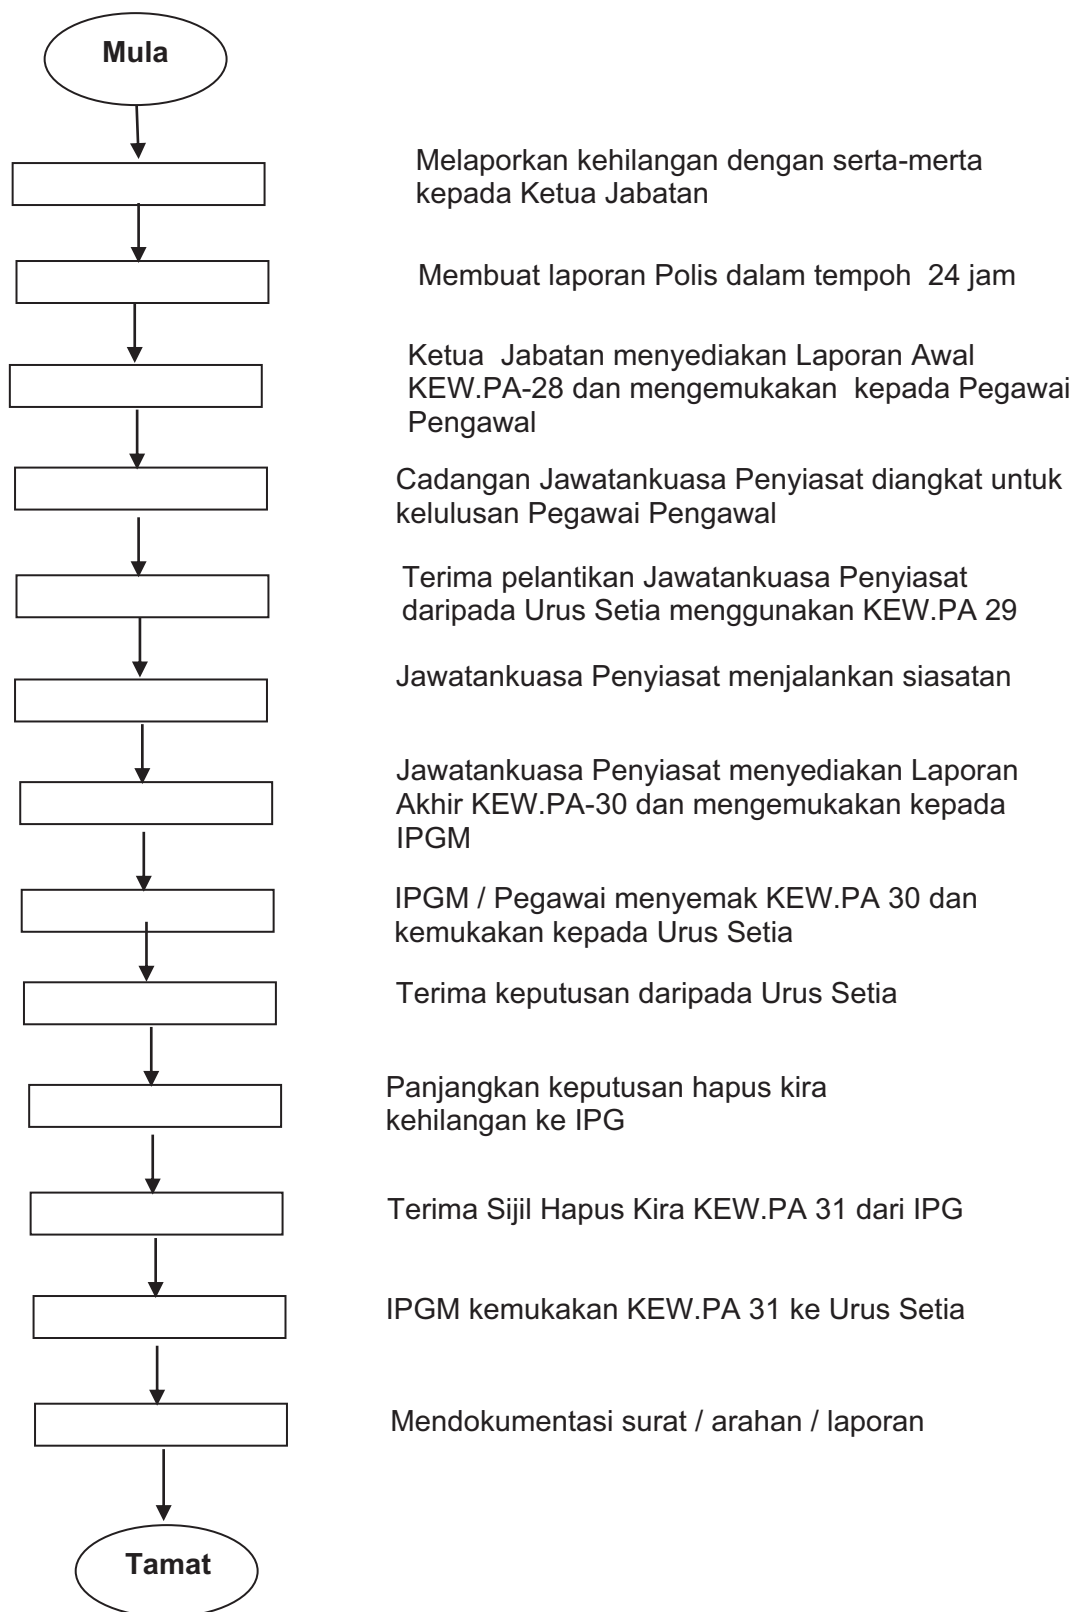 Mula
Melaporkan kehilangan dengan serta-merta
kepada Ketua Jabatan
Membuat laporan Polis dalam tempoh  24 jam
Ketua  Jabatan menyediakan Laporan Awal
KEW.PA-28 dan mengemukakan  kepada Pegawai
Pengawal
Cadangan Jawatankuasa Penyiasat diangkat untuk
kelulusan Pegawai Pengawal
Terima pelantikan Jawatankuasa Penyiasat
daripada Urus Setia menggunakan KEW.PA 29
Jawatankuasa Penyiasat menjalankan siasatan
Jawatankuasa Penyiasat menyediakan Laporan
Akhir KEW.PA-30 dan mengemukakan kepada
IPGM
IPGM / Pegawai menyemak KEW.PA 30 dan
kemukakan kepada Urus Setia
Terima keputusan daripada Urus Setia
Panjangkan keputusan hapus kira
kehilangan ke IPG
Terima Sijil Hapus Kira KEW.PA 31 dari IPG
IPGM kemukakan KEW.PA 31 ke Urus Setia
Mendokumentasi surat / arahan / laporan
Tamat